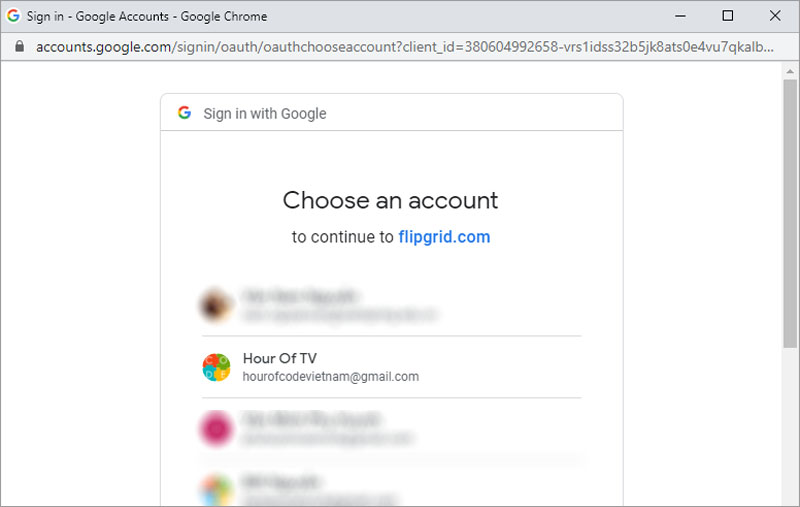 Sign in - Google Accounts - Google Chrome
accounts.google.com/signin/oauth/oauthchooseaccount?client_id=380604992658-vrs1idss32b5jk8ats0e4vu7qkalb...
Sign in with Google
Choose an account
to continue to flipgrid.com
Hour Of TV
hourofcodevietnam@gmail.com